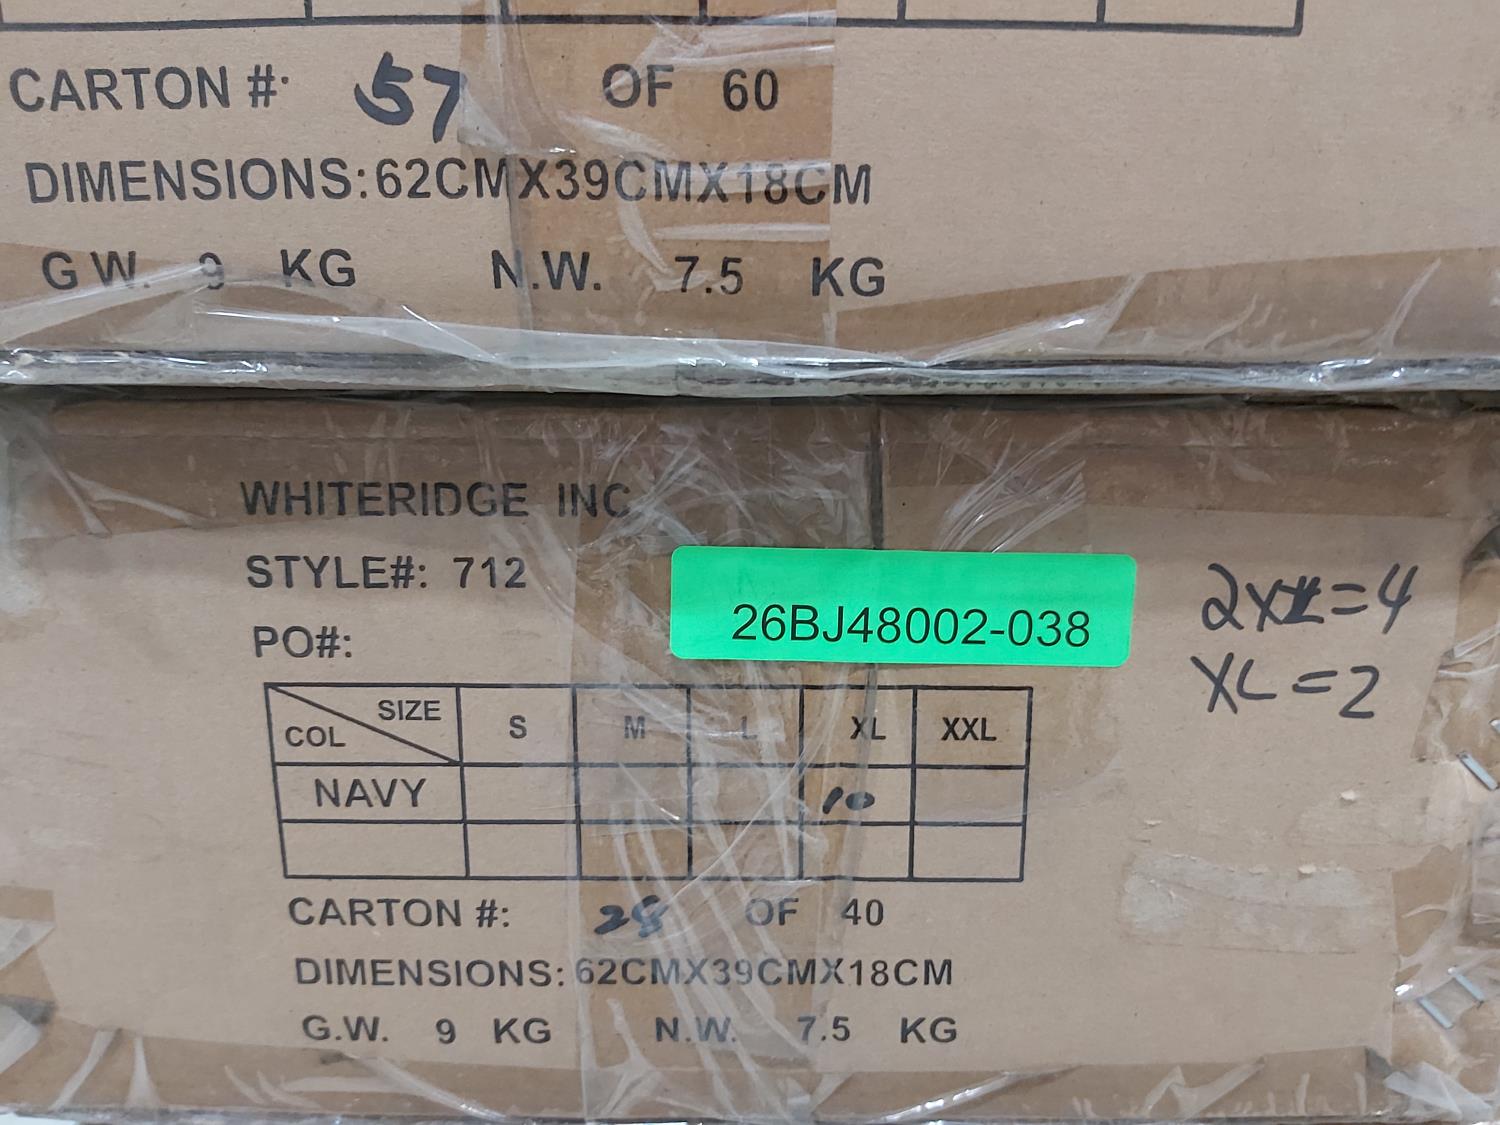 CARTON #: 57 OF 60
DIMENSIONS:62CMX39CMX18CM
G.W. 9 KG N.W. 7.5 KG
WHITERIDGE INC
STYLE#: 712
PO#:
26BJ48002-038
2XL=4
XL=2
SIZE COL S M L XL XXL
NAVY 10
CARTON #: 28 OF 40
DIMENSIONS:62CMX39CMX18CM
G.W. 9 KG N.W. 7.5 KG